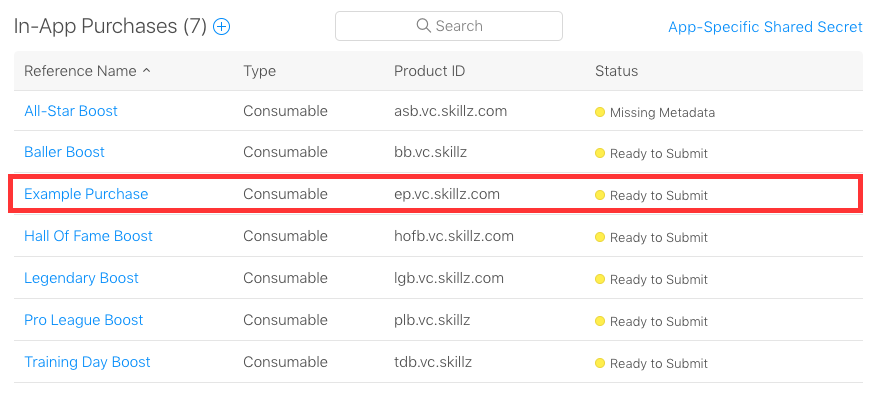 In-App Purchases (7)
Search
App-Specific Shared Secret
Reference Name Type Product ID Status
All-Star Boost Consumable asb.vc.skillz.com Missing Metadata
Baller Boost Consumable bb.vc.skillz Ready to Submit
Example Purchase Consumable ep.vc.skillz.com Ready to Submit
Hall Of Fame Boost Consumable hofb.vc.skillz.com Ready to Submit
Legendary Boost Consumable lgb.vc.skillz.com Ready to Submit
Pro League Boost Consumable plb.vc.skillz Ready to Submit
Training Day Boost Consumable tdb.vc.skillz Ready to Submit